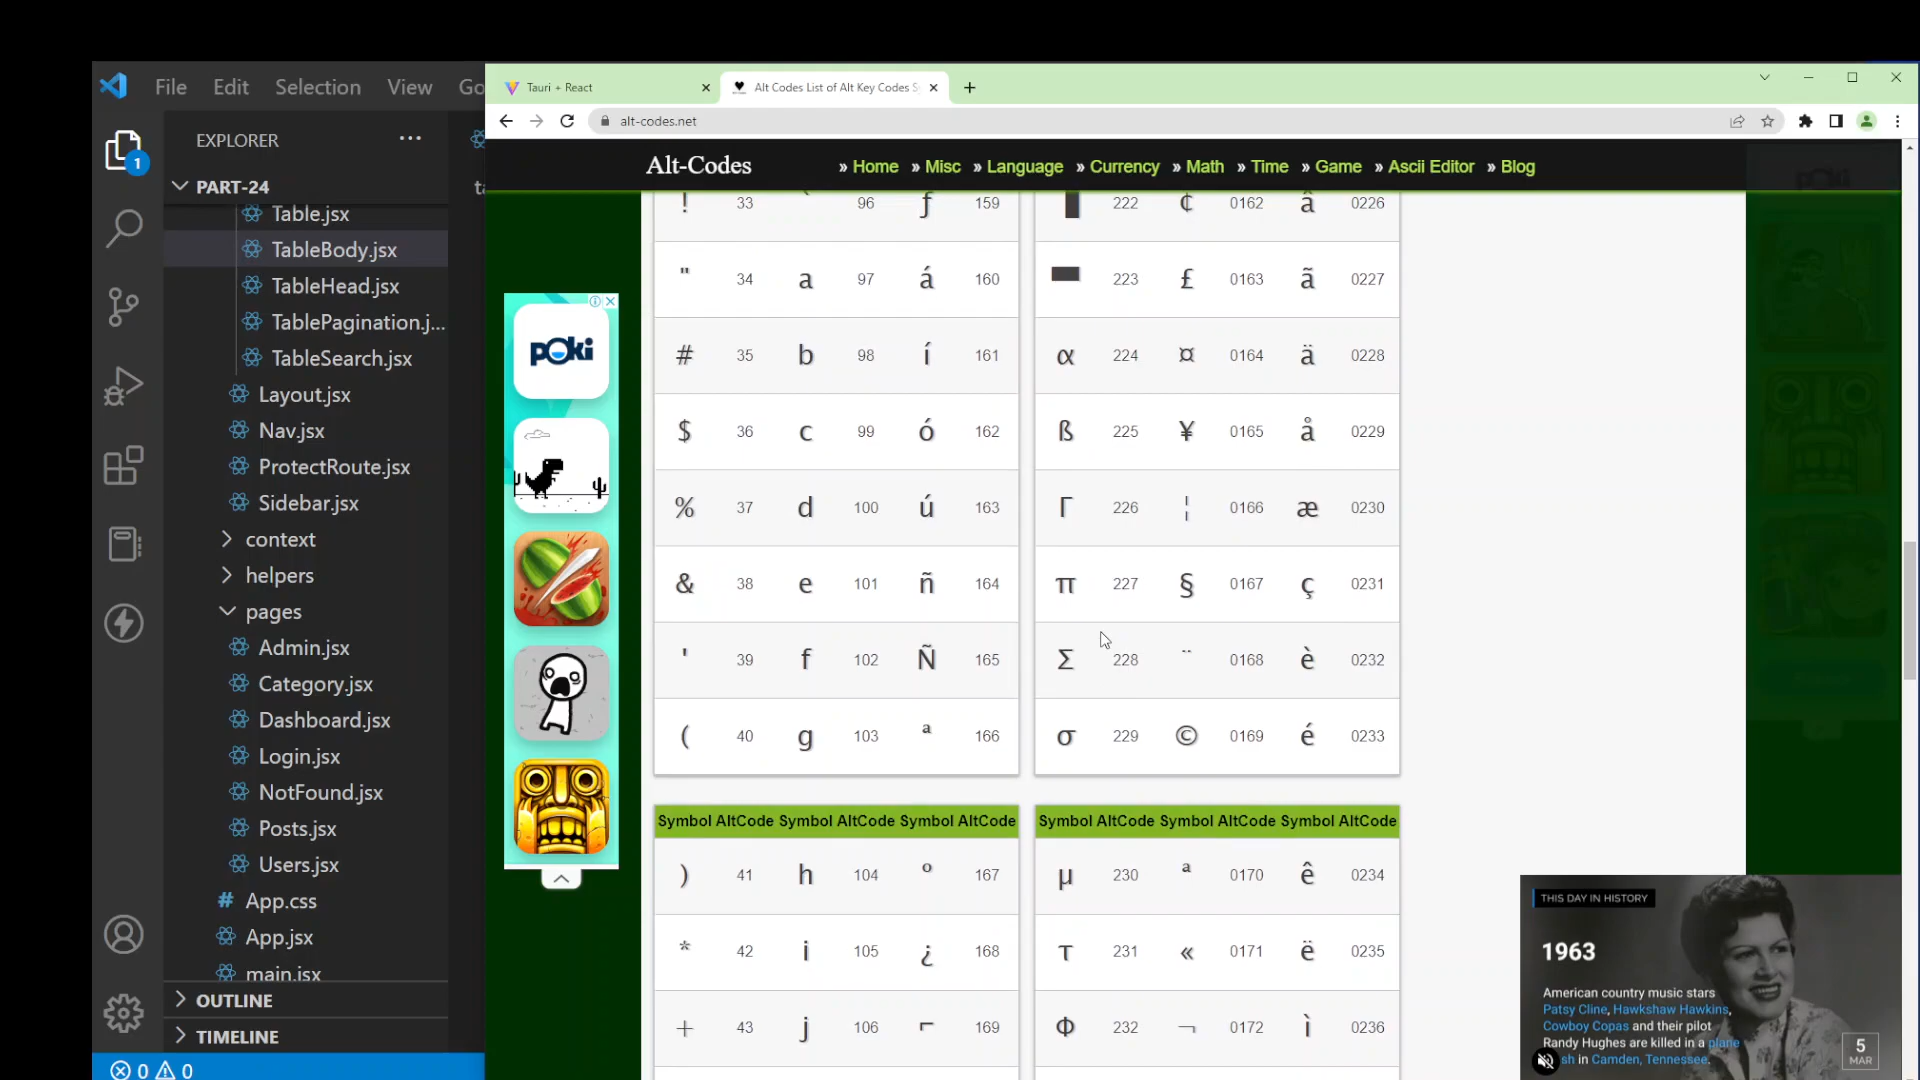 File Edit Selection View Go
EXPLORER
1
PART-24
Table.jsx
TableBody.jsx
TableHead.jsx
TablePagination.j...
TableSearch.jsx
Layout.jsx
Nav.jsx
ProtectRoute.jsx
Sidebar.jsx
context
helpers
pages
Admin.jsx
Category.jsx
Dashboard.jsx
Login.jsx
NotFound.jsx
Posts.jsx
Users.jsx
App.css
App.jsx
main.jsx
OUTLINE
TIMELINE
0 0
Tauri + React
Alt Codes List of Alt Key Codes S
alt-codes.net
Alt-Codes » Home » Misc » Language » Currency » Math » Time » Game » Ascii Editor » Blog
poki
! 33 ` 96 ƒ 159 ▐ 222 ¢ 0162 â 0226
" 34 a 97 á 160 ▀ 223 £ 0163 ã 0227
# 35 b 98 í 161 α 224 ¤ 0164 ä 0228
$ 36 c 99 ó 162 ß 225 ¥ 0165 å 0229
% 37 d 100 ú 163 Γ 226 ¦ 0166 æ 0230
& 38 e 101 ñ 164 π 227 § 0167 ç 0231
' 39 f 102 Ñ 165 Σ 228 ¨ 0168 è 0232
( 40 g 103 ª 166 σ 229 © 0169 é 0233
Symbol AltCode Symbol AltCode Symbol AltCode Symbol AltCode Symbol AltCode Symbol AltCode
) 41 h 104 º 167 µ 230 ª 0170 ê 0234
* 42 i 105 ¿ 168 τ 231 « 0171 ë 0235
+ 43 j 106 ⌐ 169 Φ 232 ¬ 0172 ì 0236
THIS DAY IN HISTORY
1963
American country music stars
Patsy Cline, Hawkshaw Hawkins,
Cowboy Copas and their pilot
Randy Hughes are killed in a plane
sh in Camden, Tennessee.
5
MAR